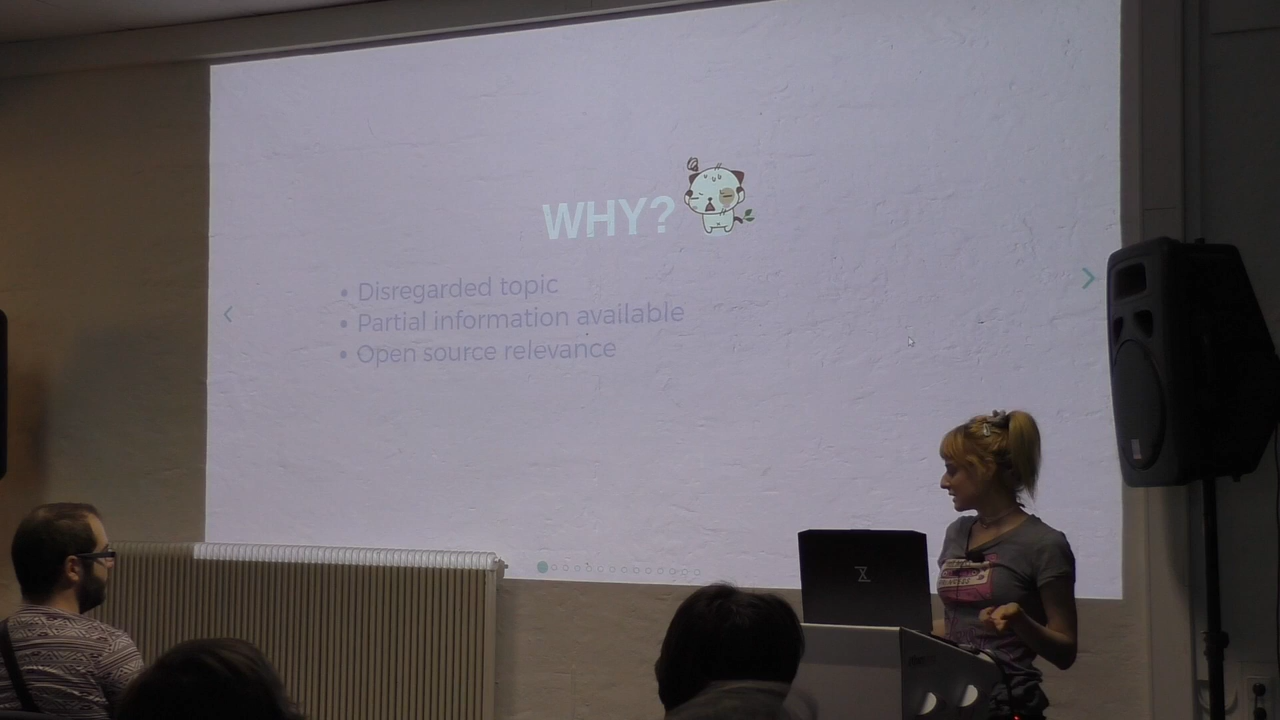 WHY?
• Disregarded topic
• Partial information available
• Open source relevance